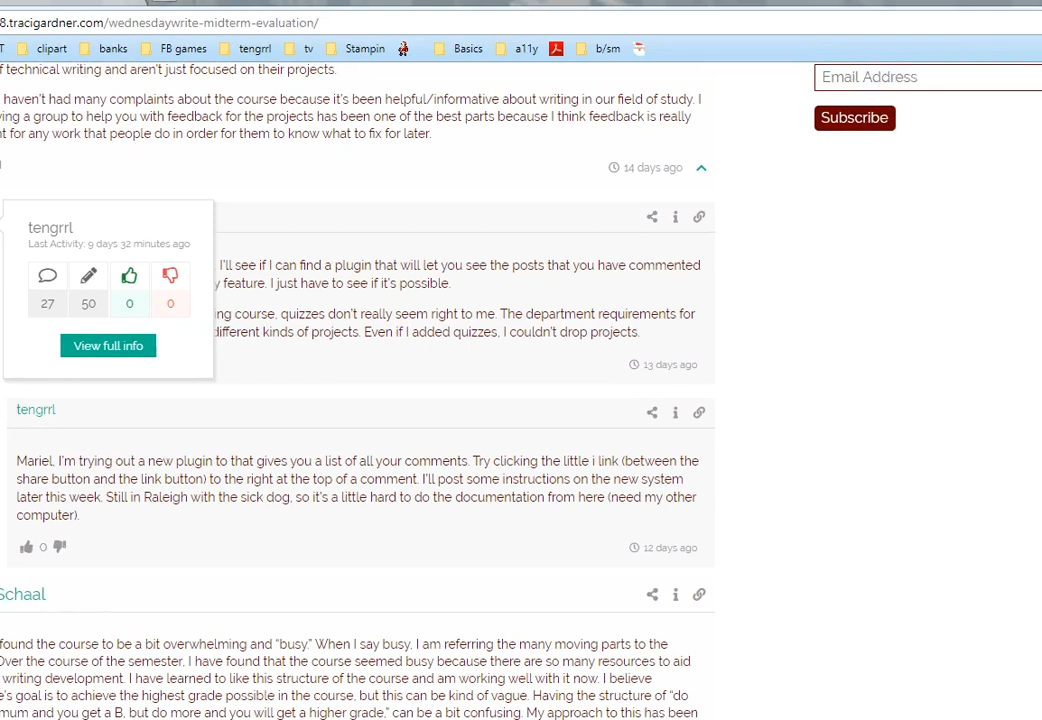 8.tracigardner.com/wednesdaywrite-midterm-evaluation/
T clipart banks FB games tengrrl tv Stampin Basics a11y b/sm
f technical writing and aren't just focused on their projects.
haven't had many complaints about the course because it's been helpful/informative about writing in our field of study. I
ving a group to help you with feedback for the projects has been one of the best parts because I think feedback is really
t for any work that people do in order for them to know what to fix for later.
14 days ago
Email Address
Subscribe
tengrrl
Last Activity: 9 days 32 minutes ago
27 50 0 0
View full info
I'll see if I can find a plugin that will let you see the posts that you have commented
y feature. I just have to see if it's possible.
ng course, quizzes don't really seem right to me. The department requirements for
different kinds of projects. Even if I added quizzes, I couldn't drop projects.
13 days ago
tengrrl
Mariel, I'm trying out a new plugin to that gives you a list of all your comments. Try clicking the little i link (between the
share button and the link button) to the right at the top of a comment. I'll post some instructions on the new system
later this week. Still in Raleigh with the sick dog, so it's a little hard to do the documentation from here (need my other
computer).
0
12 days ago
Schaal
found the course to be a bit overwhelming and "busy." When I say busy, I am referring the many moving parts to the
Over the course of the semester, I have found that the course seemed busy because there are so many resources to aid
writing development. I have learned to like this structure of the course and am working well with it now. I believe
e's goal is to achieve the highest grade possible in the course, but this can be kind of vague. Having the structure of "do
mum and you get a B, but do more and you will get a higher grade," can be a bit confusing. My approach to this has been